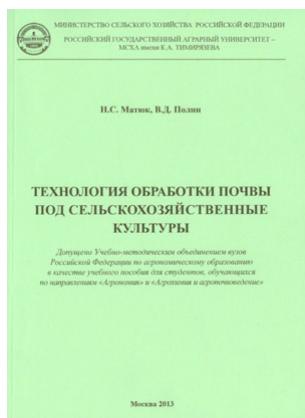 МИНИСТЕРСТВО СЕЛЬСКОГО ХОЗЯЙСТВА РОССИЙСКОЙ ФЕДЕРАЦИИ
РОССИЙСКИЙ ГОСУДАРСТВЕННЫЙ АГРАРНЫЙ УНИВЕРСИТЕТ –
МСХА имени К.А. ТИМИРЯЗЕВА
Н.С. Матюк, В.Д. Полин
ТЕХНОЛОГИЯ ОБРАБОТКИ ПОЧВЫ
ПОД СЕЛЬСКОХОЗЯЙСТВЕННЫЕ
КУЛЬТУРЫ
Допущено Учебно-методическим объединением вузов
Российской Федерации по агрономическому образованию
в качестве учебного пособия для студентов, обучающихся
по направлениям «Агрономия» и «Агрохимия и агропочвоведение»
Москва 2013